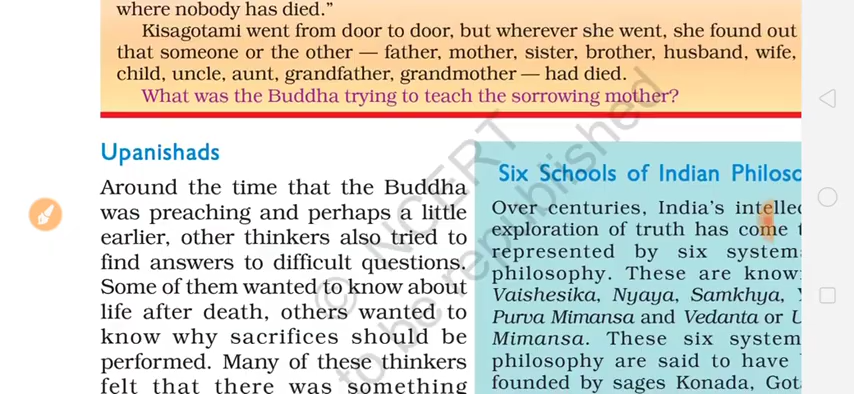 where nobody has died.”
Kisagotami went from door to door, but wherever she went, she found out
that someone or the other — father, mother, sister, brother, husband, wife,
child, uncle, aunt, grandfather, grandmother — had died.
What was the Buddha trying to teach the sorrowing mother?
Upanishads
Around the time that the Buddha
was preaching and perhaps a little
earlier, other thinkers also tried to
find answers to difficult questions.
Some of them wanted to know about
life after death, others wanted to
know why sacrifices should be
performed. Many of these thinkers
felt that there was something
Six Schools of Indian
Over centuries, India’s
exploration of truth has come
represented by six
philosophy. These are
Vaishesika, Nyaya, Samkhya,
Purva Mimansa and Vedanta or
Mimansa. These six
philosophy are said to have
founded by sages Konada,
© NCERT
to be republished